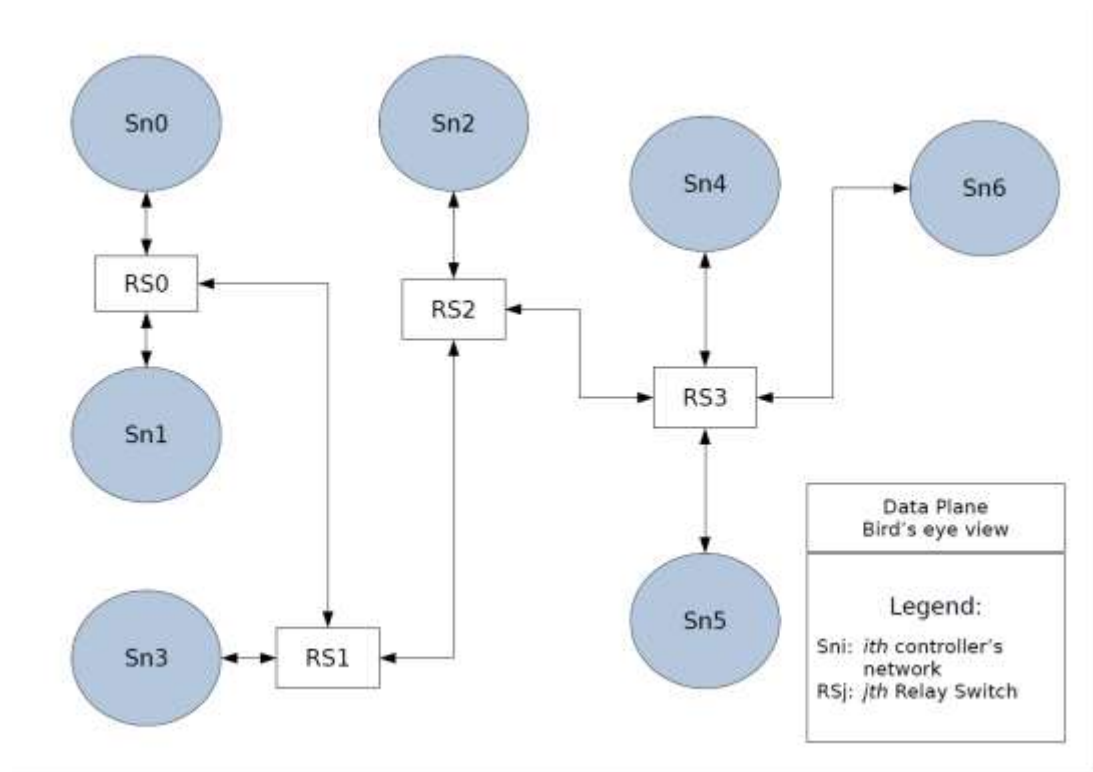 Sn0
Sn2
Sn4
Sn6
RS0
RS2
RS3
Sn1
Sn3
RS1
Sn5
Data Plane
Bird's eye view
Legend:
Sni: ith controller's
network
RSj: jth Relay Switch